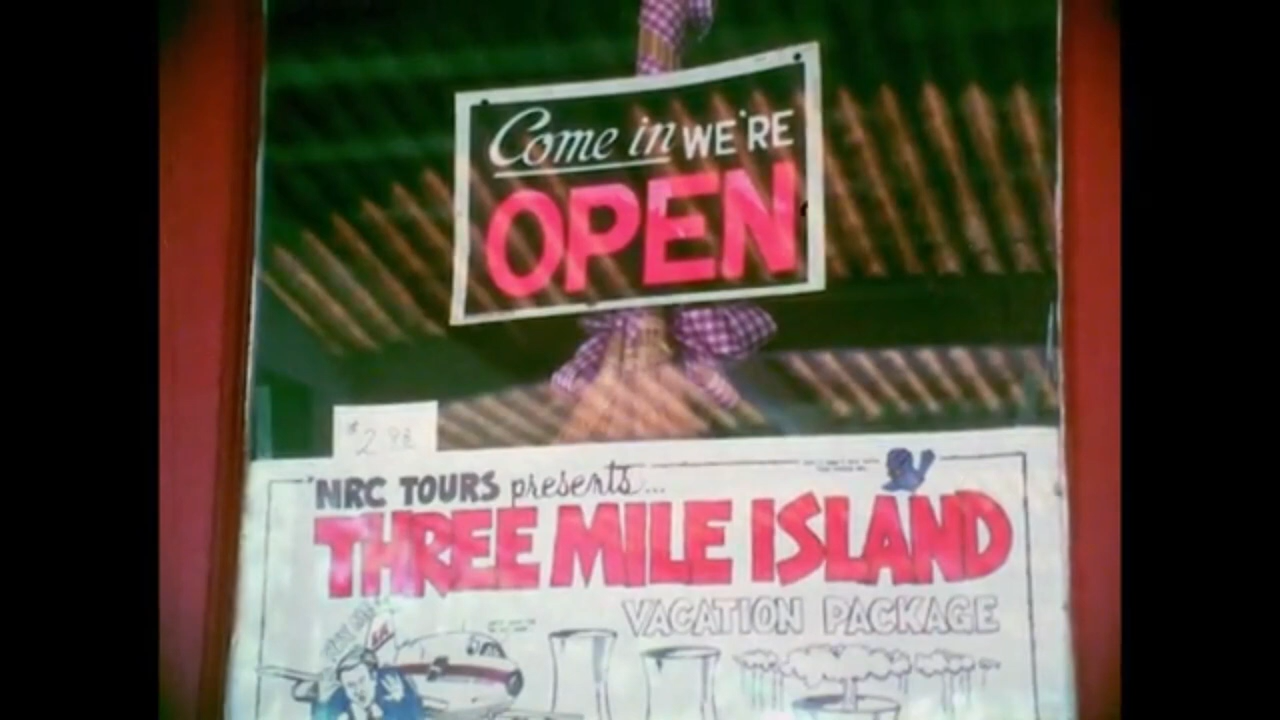 Come in WE'RE
OPEN
$2.98
NRC TOURS presents...
THREE MILE ISLAND
VACATION PACKAGE